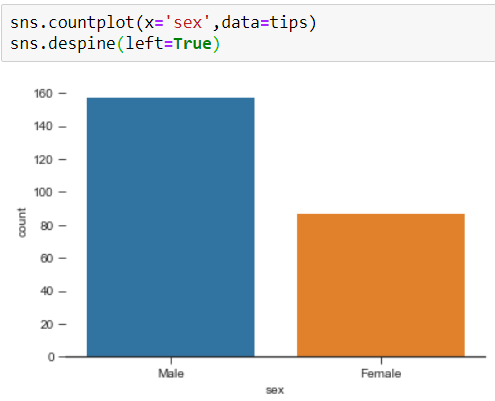 sns.countplot(x='sex',data=tips)
sns.despine(left=True)
160
140
120
100
80
60
40
20
0
count
Male Female
sex